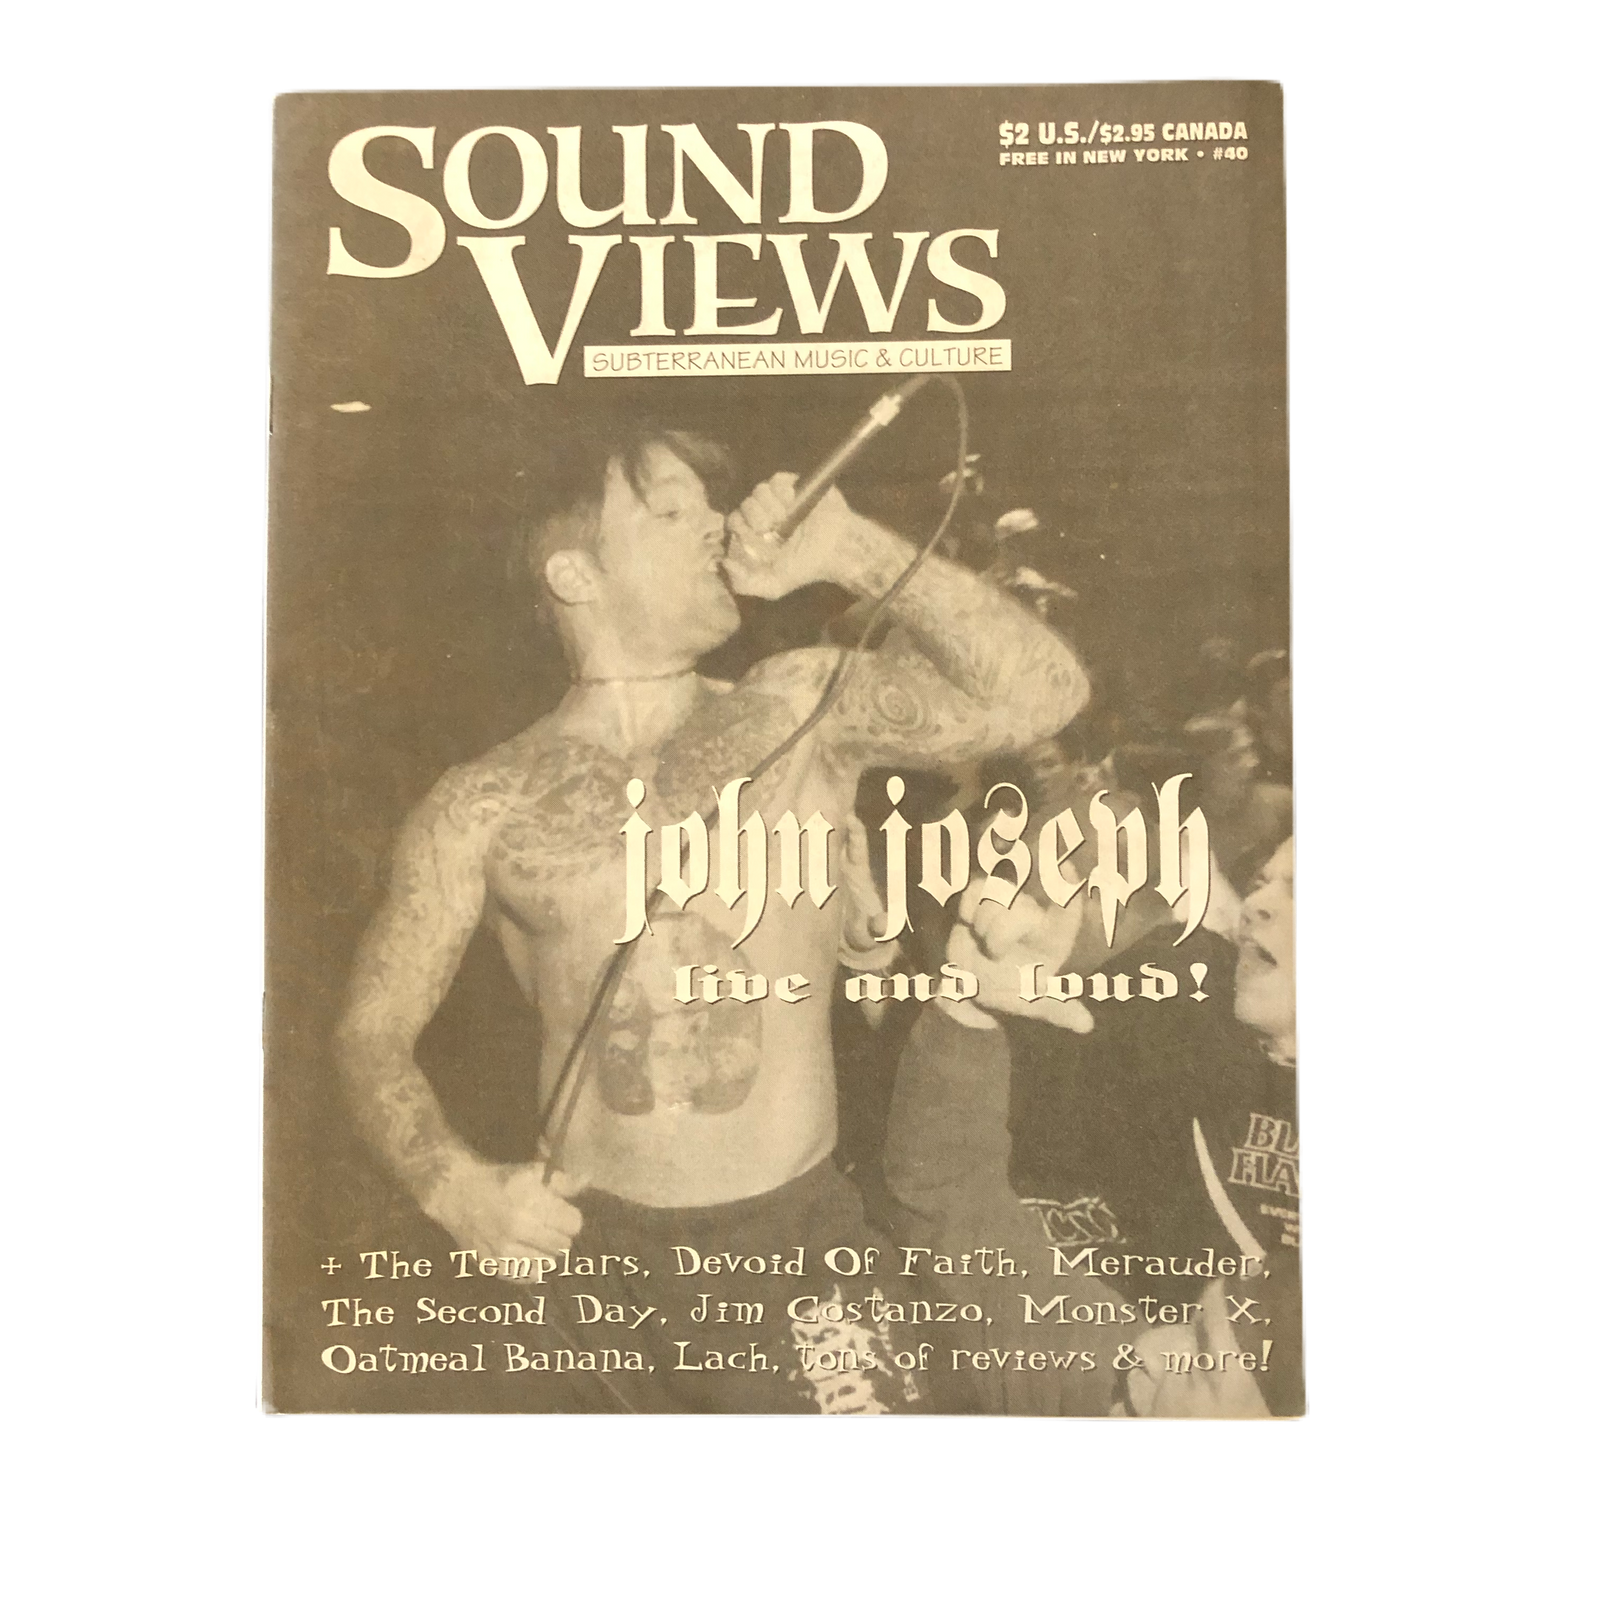 SOUND
VIEWS
SUBTERRANEAN MUSIC & CULTURE
$2 U.S./$2.95 CANADA
FREE IN NEW YORK • #40
john joseph
live and loud!
+ The Templars, Devoid Of Faith, Merauder,
The Second Day, Jim Costanzo, Monster X,
Oatmeal Banana, Lach, tons of reviews & more!